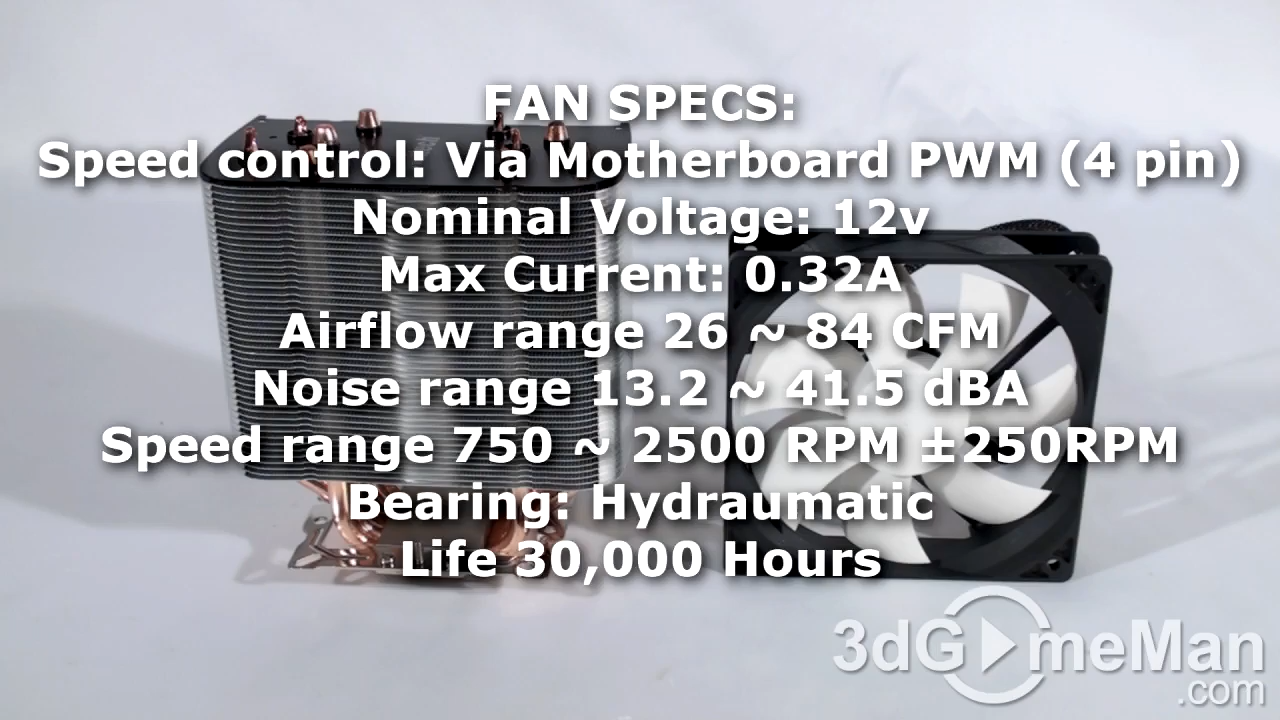 FAN SPECS:
Speed control: Via Motherboard PWM (4 pin)
Nominal Voltage: 12v
Max Current: 0.32A
Airflow range 26 ~ 84 CFM
Noise range 13.2 ~ 41.5 dBA
Speed range 750 ~ 2500 RPM ±250RPM
Bearing: Hydraumatic
Life 30,000 Hours
3dGameMan
.com